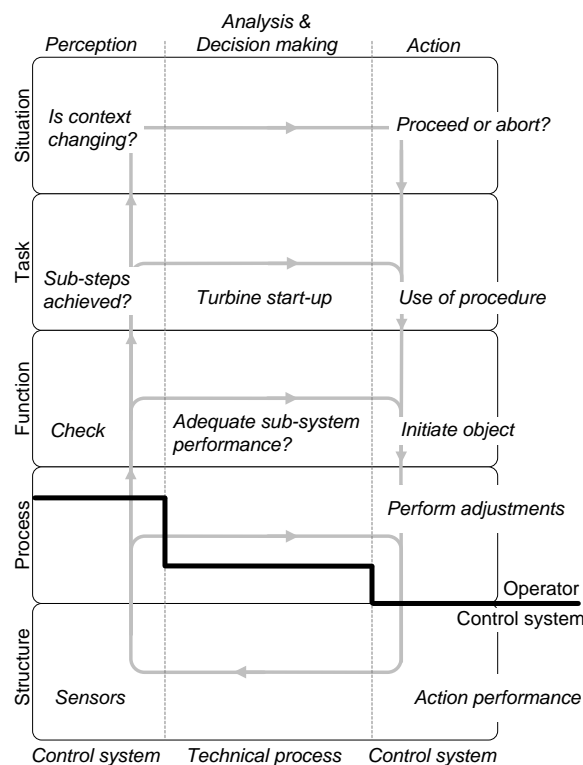 Analysis &
Perception Decision making Action
Situation
Is context
changing?
Proceed or abort?
Task
Sub-steps
achieved?
Turbine start-up
Use of procedure
Function
Check
Adequate sub-system
performance?
Initiate object
Process
Perform adjustments
Operator
Control system
Structure
Sensors
Action performance
Control system Technical process Control system